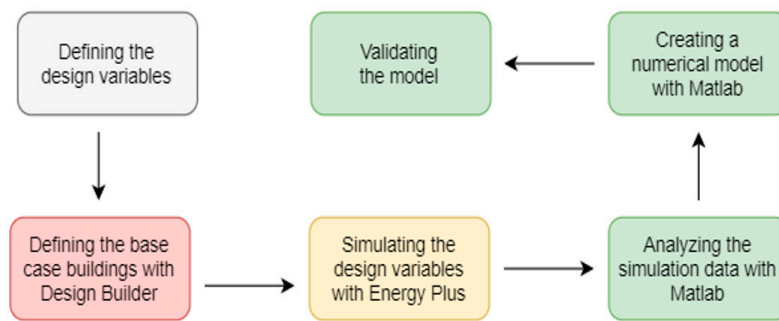 Defining the
design variables
Validating
the model
Creating a
numerical model
with Matlab
Defining the base
case buildings with
Design Builder
Simulating the
design variables
with Energy Plus
Analyzing the
simulation data with
Matlab